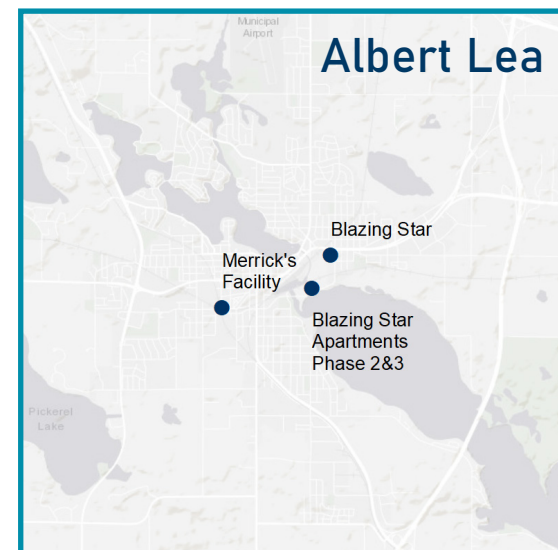 Municipal
Airport
Albert Lea
Blazing Star
Merrick's
Facility
Blazing Star
Apartments
Phase 2&3
Pickerel
Lake